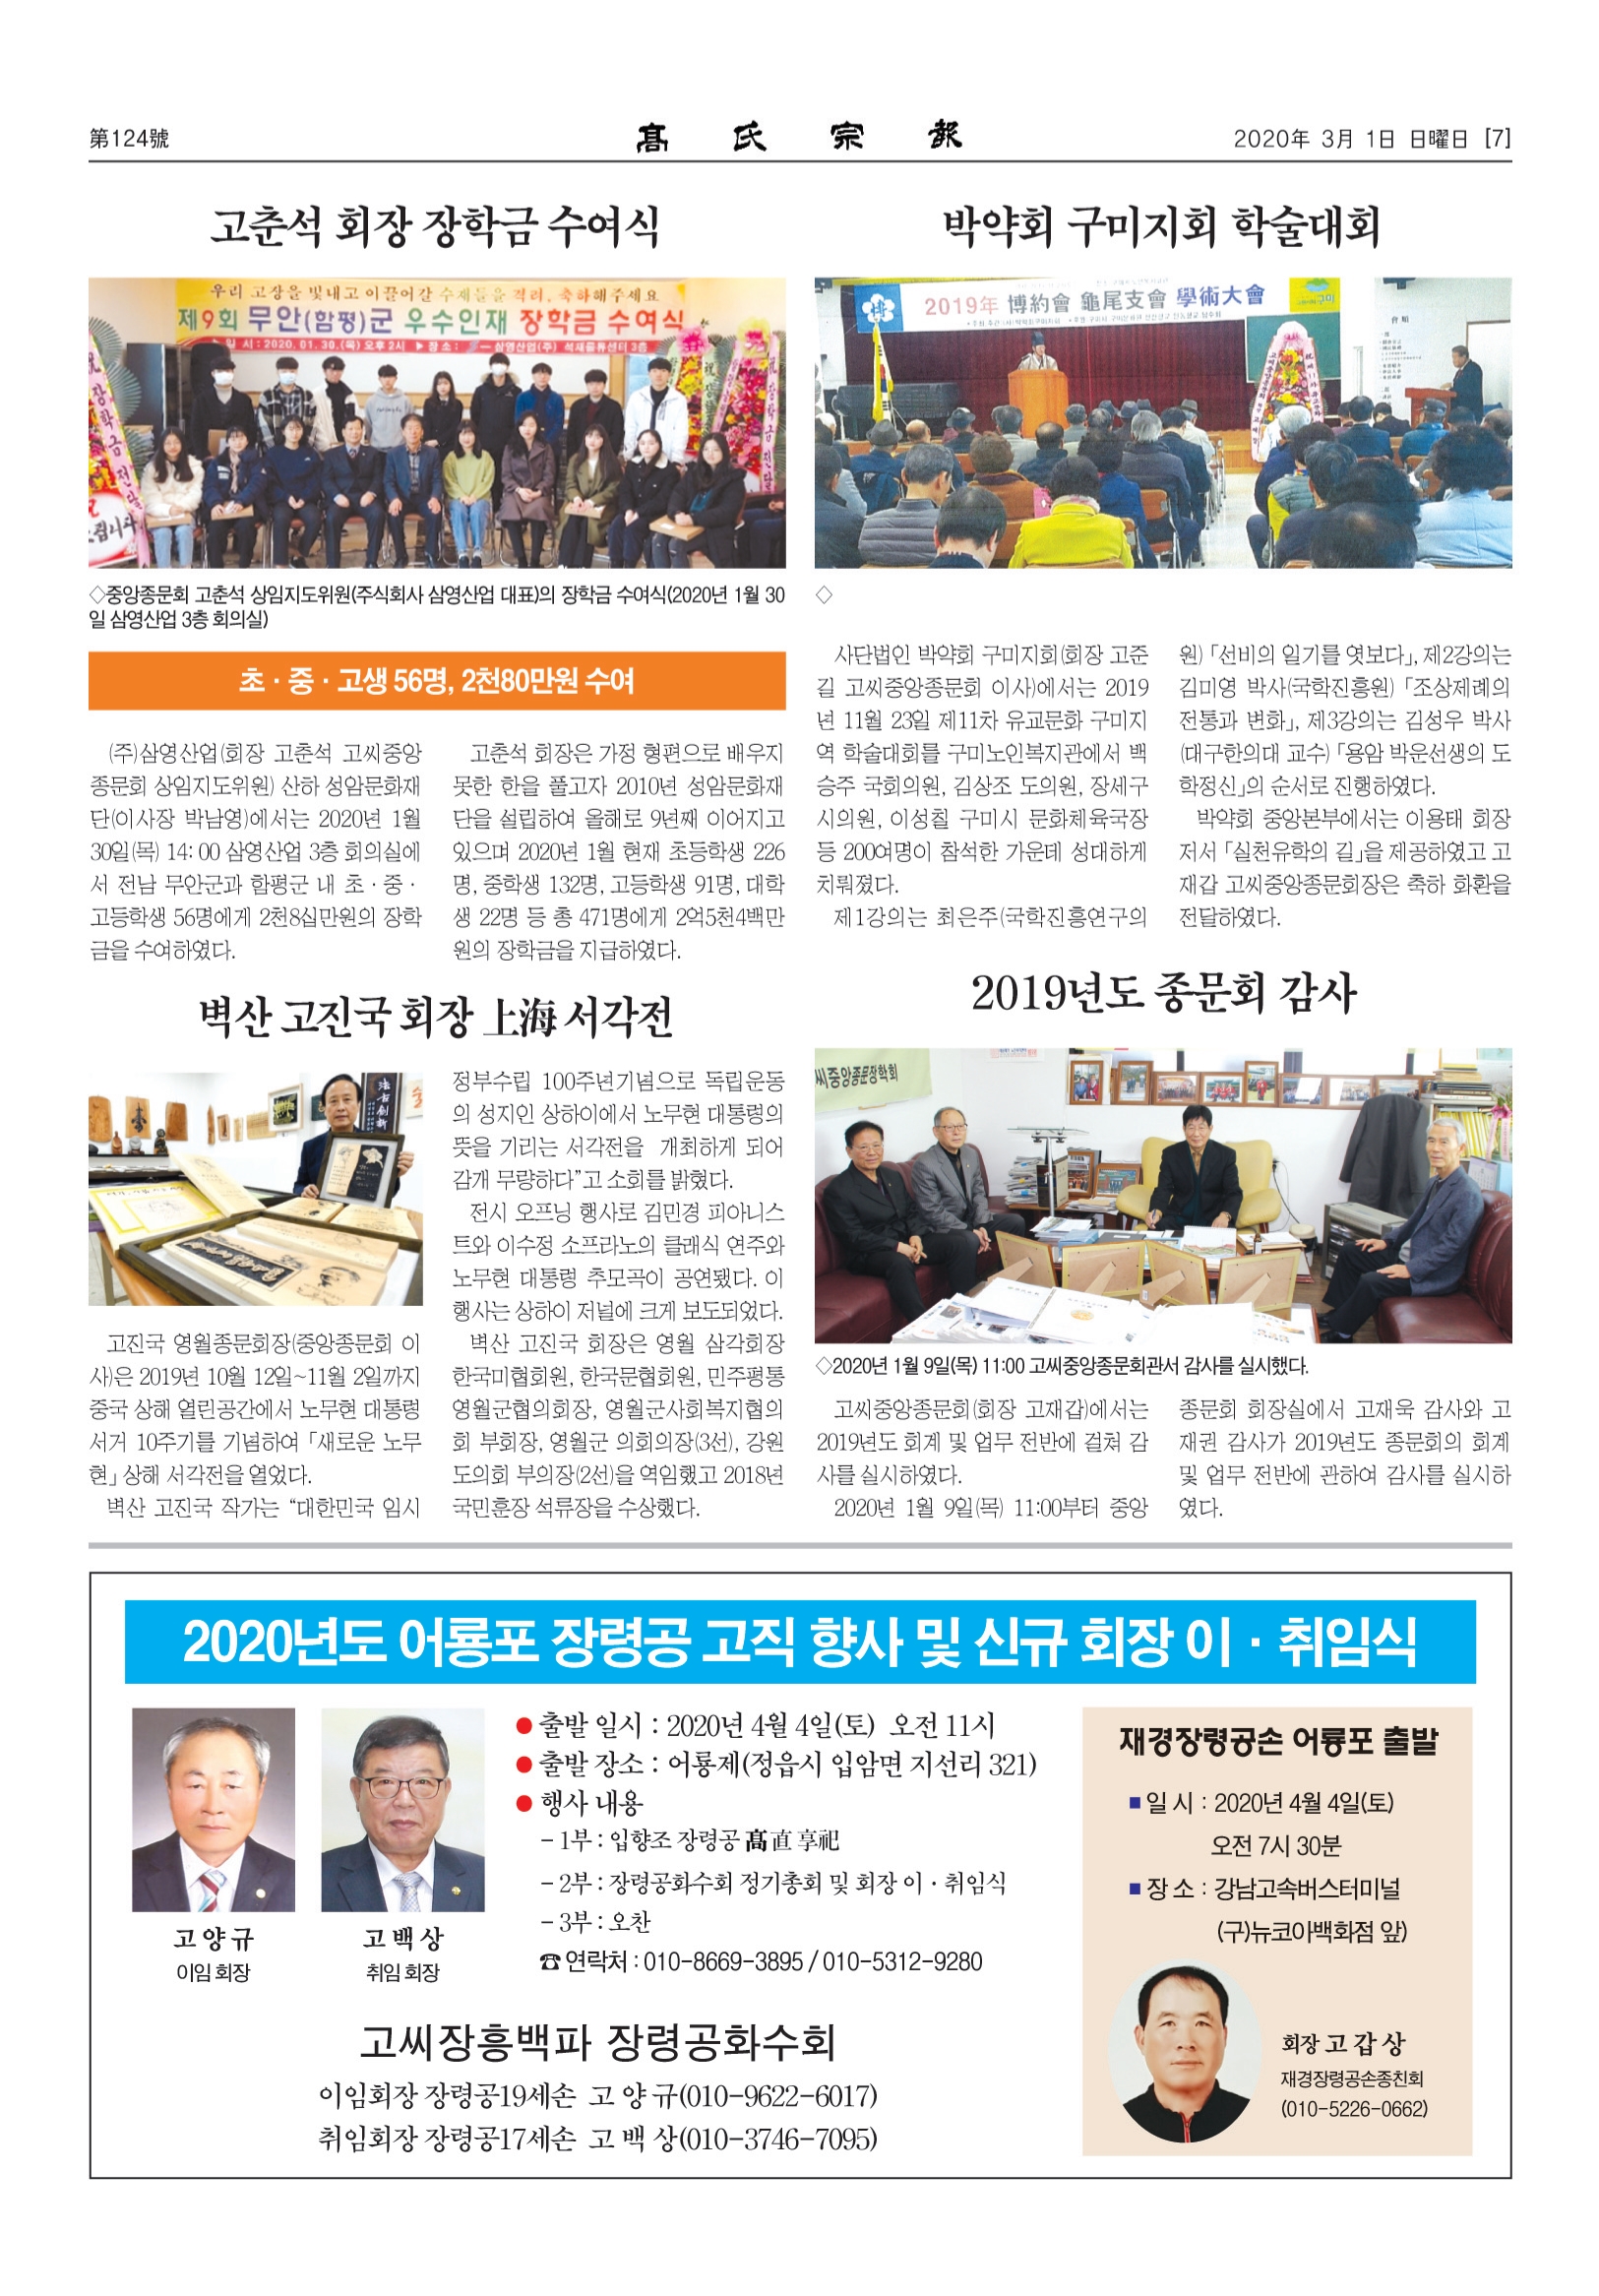 第124號
髙氏宗報
2020年 3月 1日 日曜日 [7]
고춘석 회장 장학금 수여식
우리 고장을 빛내고 이끌어갈 수재들을 격려, 축하해주세요
제9회 무안(함평)군 우수인재 장학금 수여식
▶일 시 : 2020. 01. 30.(목) 오후 2시 ▶장소 : 삼영산업(주) 석재물류센터 3층
◇중앙종문회 고춘석 상임지도위원(주식회사 삼영산업 대표)의 장학금 수여식(2020년 1월 30
일 삼영산업 3층 회의실)
초 · 중 · 고생 56명, 2천80만원 수여
(주)삼영산업(회장 고춘석 고씨중앙
종문회 상임지도위원) 산하 성암문화재
단(이사장 박남영)에서는 2020년 1월
30일(목) 14: 00 삼영산업 3층 회의실에
서 전남 무안군과 함평군 내 초 · 중 ·
고등학생 56명에게 2천8십만원의 장학
금을 수여하였다.
고춘석 회장은 가정 형편으로 배우지
못한 한을 풀고자 2010년 성암문화재
단을 설립하여 올해로 9년째 이어지고
있으며 2020년 1월 현재 초등학생 226
명, 중학생 132명, 고등학생 91명, 대학
생 22명 등 총 471명에게 2억5천4백만
원의 장학금을 지급하였다.
박약회 구미지회 학술대회
2019年 博約會 龜尾支會 學術大會
◇
사단법인 박약회 구미지회(회장 고준
길 고씨중앙종문회 이사)에서는 2019
년 11월 23일 제11차 유교문화 구미지
역 학술대회를 구미노인복지관에서 백
승주 국회의원, 김상조 도의원, 장세구
시의원, 이성칠 구미시 문화체육국장
등 200여명이 참석한 가운데 성대하게
치뤄졌다.
제1강의는 최은주(국학진흥연구의
원) 「선비의 일기를 엿보다」, 제2강의는
김미영 박사(국학진흥원) 「조상제례의
전통과 변화」, 제3강의는 김성우 박사
(대구한의대 교수) 「용암 박운선생의 도
학정신」의 순서로 진행하였다.
박약회 중앙본부에서는 이용태 회장
저서 「실천유학의 길」을 제공하였고 고
재갑 고씨중앙종문회장은 축하 화환을
전달하였다.
벽산 고진국 회장 上海 서각전
고진국 영월종문회장(중앙종문회 이
사)은 2019년 10월 12일~11월 2일까지
중국 상해 열린공간에서 노무현 대통령
서거 10주기를 기념하여 「새로운 노무
현」 상해 서각전을 열었다.
벽산 고진국 작가는 “대한민국 임시
정부수립 100주년기념으로 독립운동
의 성지인 상하이에서 노무현 대통령의
뜻을 기리는 서각전을 개최하게 되어
감개 무량하다”고 소회를 밝혔다.
전시 오프닝 행사로 김민경 피아니스
트와 이수정 소프라노의 클래식 연주와
노무현 대통령 추모곡이 공연됐다. 이
행사는 상하이 저널에 크게 보도되었다.
벽산 고진국 회장은 영월 삼각회장
한국미협회원, 한국문협회원, 민주평통
영월군협의회장, 영월군사회복지협의
회 부회장, 영월군 의회의장(3선), 강원
도의회 부의장(2선)을 역임했고 2018년
국민훈장 석류장을 수상했다.
2019년도 종문회 감사
씨중앙종문장학회
◇2020년 1월 9일(목) 11:00 고씨중앙종문회관서 감사를 실시했다.
고씨중앙종문회(회장 고재갑)에서는
2019년도 회계 및 업무 전반에 걸쳐 감
사를 실시하였다.
2020년 1월 9일(목) 11:00부터 중앙
종문회 회장실에서 고재욱 감사와 고
재권 감사가 2019년도 종문회의 회계
및 업무 전반에 관하여 감사를 실시하
였다.
2020년도 어룡포 장령공 고직 향사 및 신규 회장 이 · 취임식
고 양 규
이임 회장
고 백 상
취임 회장
● 출발 일시 : 2020년 4월 4일(토) 오전 11시
● 출발 장소 : 어룡제(정읍시 입암면 지선리 321)
● 행사 내용
- 1부 : 입향조 장령공 髙直 享祀
- 2부 : 장령공화수회 정기총회 및 회장 이 · 취임식
- 3부 : 오찬
☎ 연락처 : 010-8669-3895 / 010-5312-9280
고씨장흥백파 장령공화수회
이임회장 장령공19세손 고 양 규(010-9622-6017)
취임회장 장령공17세손 고 백 상(010-3746-7095)
재경장령공손 어룡포 출발
■ 일 시 : 2020년 4월 4일(토)
오전 7시 30분
■ 장 소 : 강남고속버스터미널
(구)뉴코아백화점 앞)
회장 고 갑 상
재경장령공손종친회
(010-5226-0662)